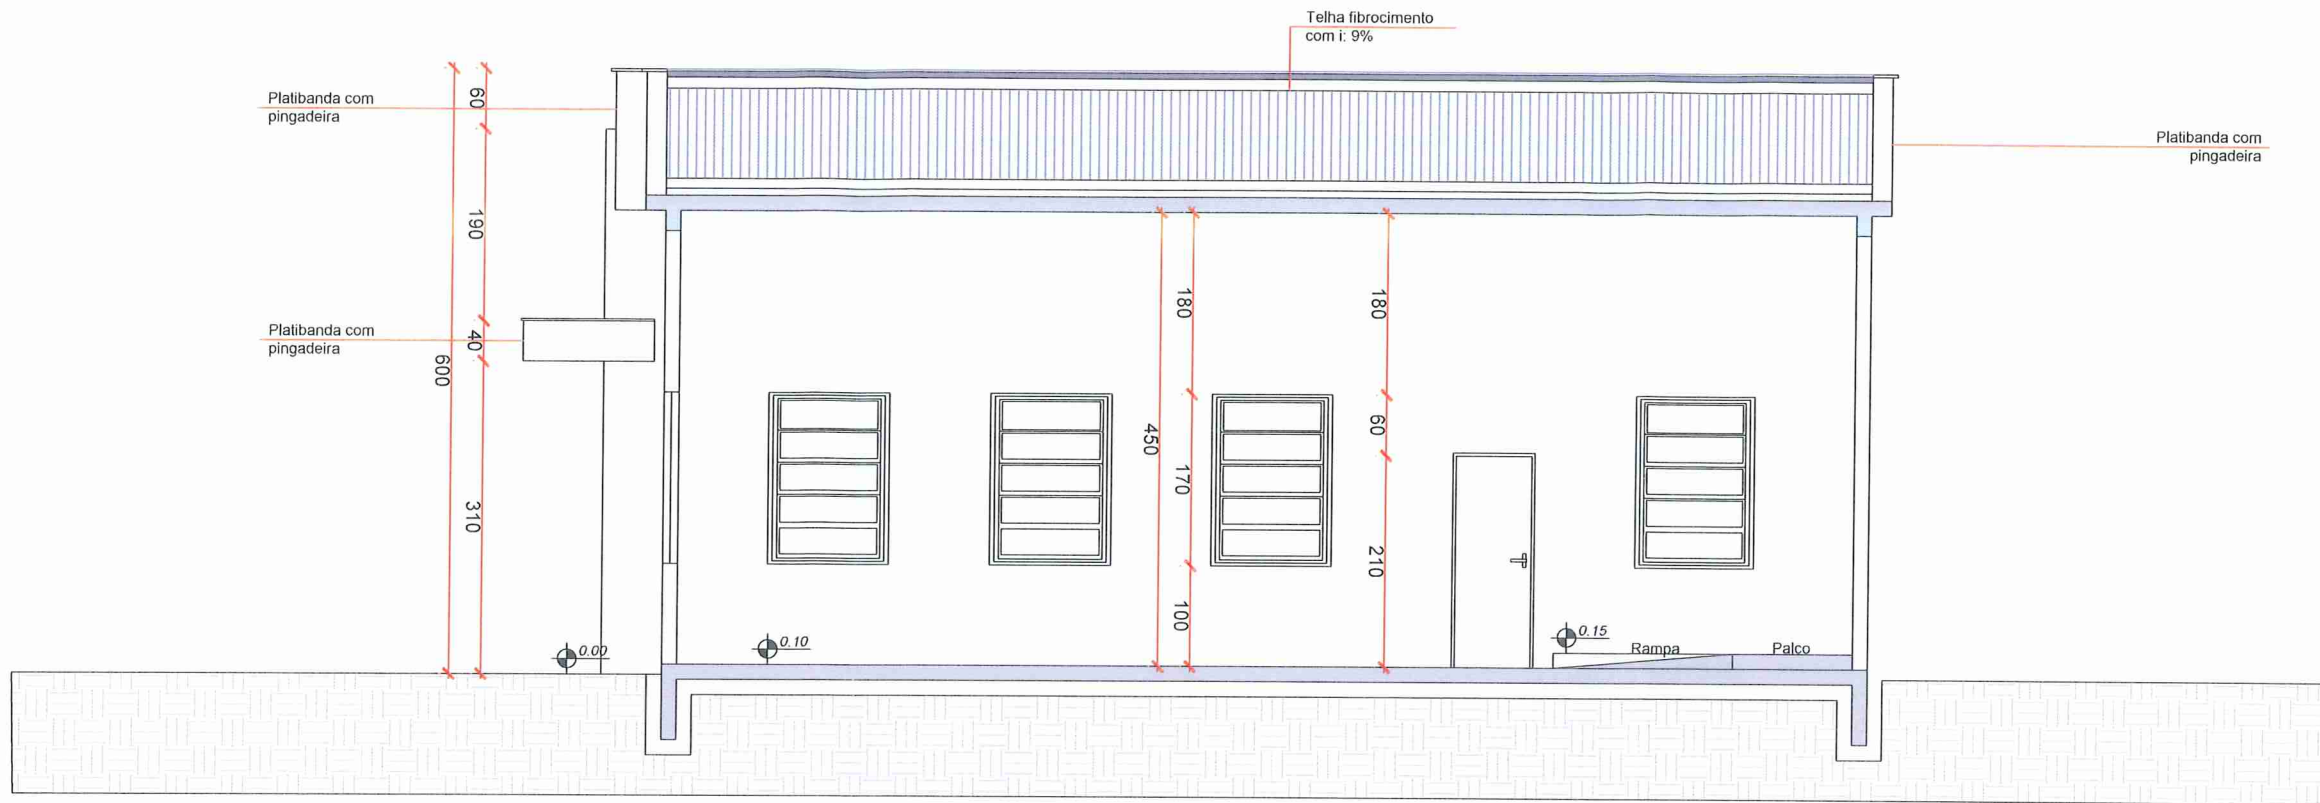 Telha fibrocimento
com i: 9%
Platibanda com
pingadeira
Platibanda com
pingadeira
Platibanda com
pingadeira
60
190
40
310
600
450
180
170
100
180
60
210
0.00
0.10
0.15
Rampa
Palco